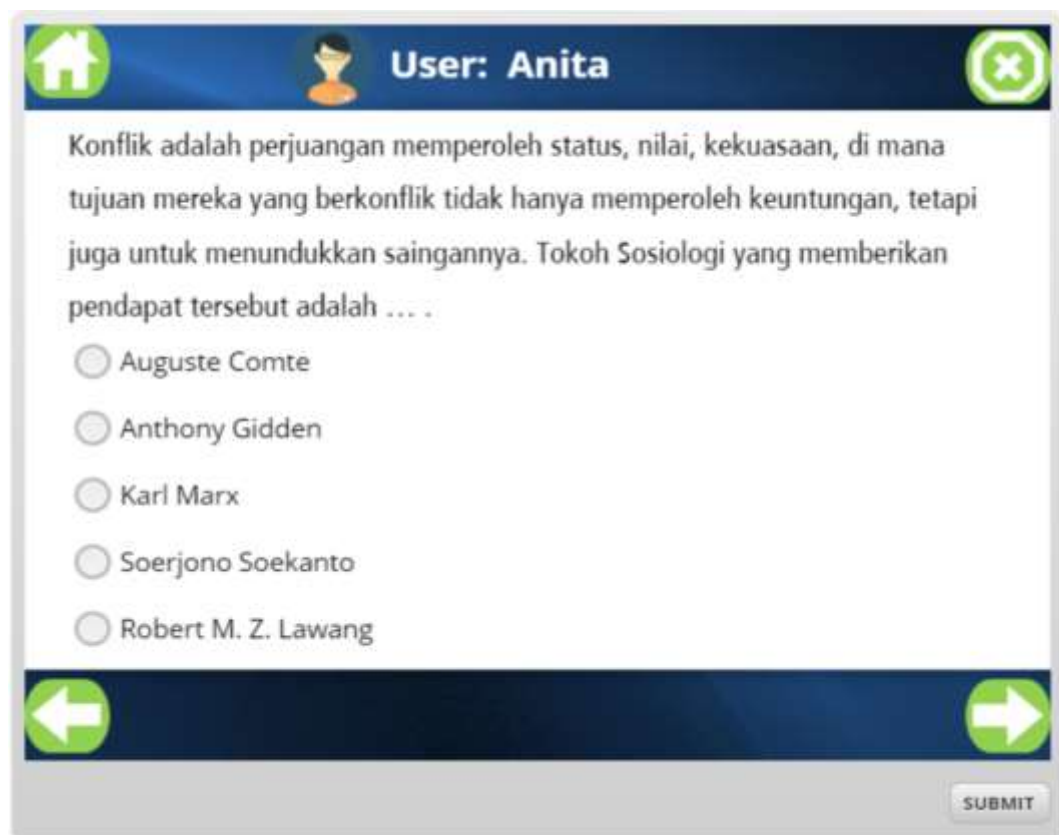 User: Anita
Konflik adalah perjuangan memperoleh status, nilai, kekuasaan, di mana
tujuan mereka yang berkonflik tidak hanya memperoleh keuntungan, tetapi
juga untuk menundukkan saingannya. Tokoh Sosiologi yang memberikan
pendapat tersebut adalah ... .
Auguste Comte
Anthony Gidden
Karl Marx
Soerjono Soekanto
Robert M. Z. Lawang
SUBMIT